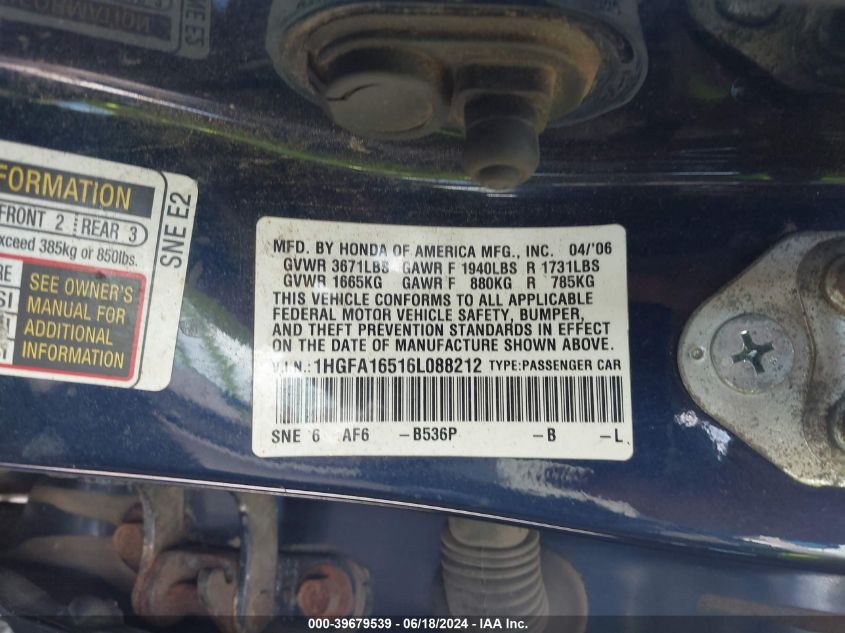 FORMATION
FRONT 2 REAR 3
xceed 385kg or 850lbs.
SNE E2
RE
SI
SEE OWNER'S
MANUAL FOR
ADDITIONAL
INFORMATION
MFD. BY HONDA OF AMERICA MFG., INC. 04/'06
GVWR 3671LBS GAWR F 1940LBS R 1731LBS
GVWR 1665KG GAWR F 880KG R 785KG
THIS VEHICLE CONFORMS TO ALL APPLICABLE
FEDERAL MOTOR VEHICLE SAFETY, BUMPER,
AND THEFT PREVENTION STANDARDS IN EFFECT
ON THE DATE OF MANUFACTURE SHOWN ABOVE.
V.I.N.: 1HGFA16516L088212 TYPE:PASSENGER CAR
SNE '6 AF6 -B536P -B -L
000-39679539 - 06/18/2024 - IAA Inc.